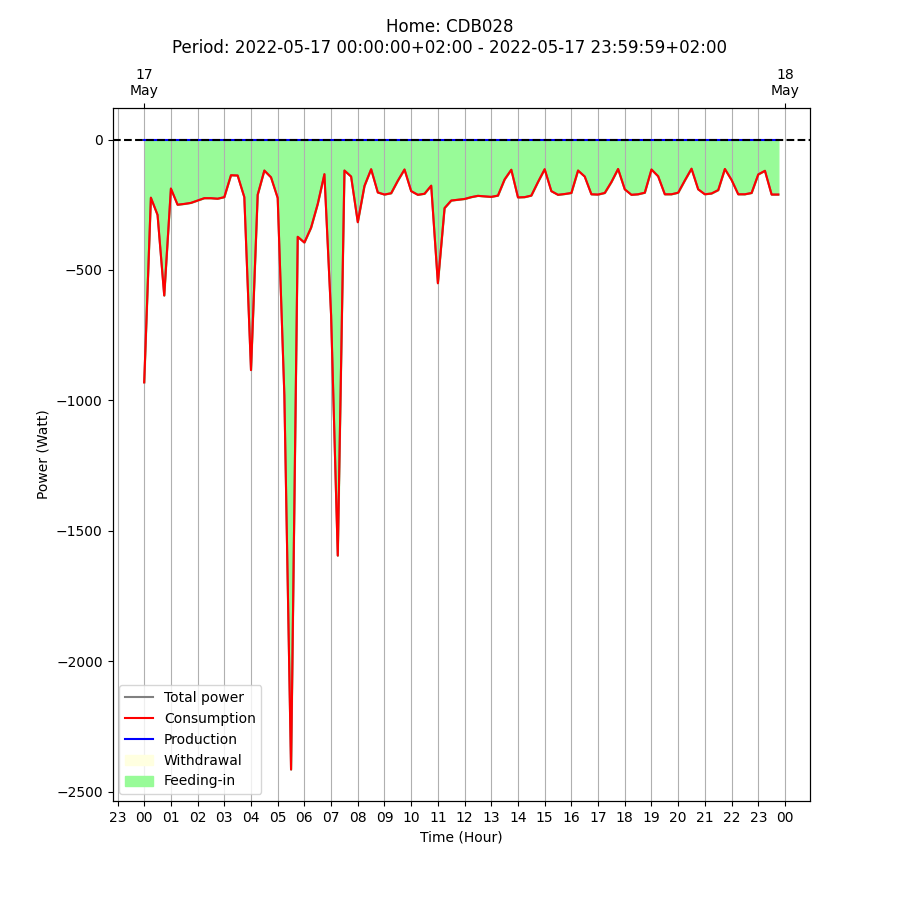 Home: CDB028
Period: 2022-05-17 00:00:00+02:00 - 2022-05-17 23:59:59+02:00
17 18
May May
0
−500
−1000
−1500
−2000
−2500
Power (Watt)
Total power
Consumption
Production
Withdrawal
Feeding-in
23 00 01 02 03 04 05 06 07 08 09 10 11 12 13 14 15 16 17 18 19 20 21 22 23 00
Time (Hour)